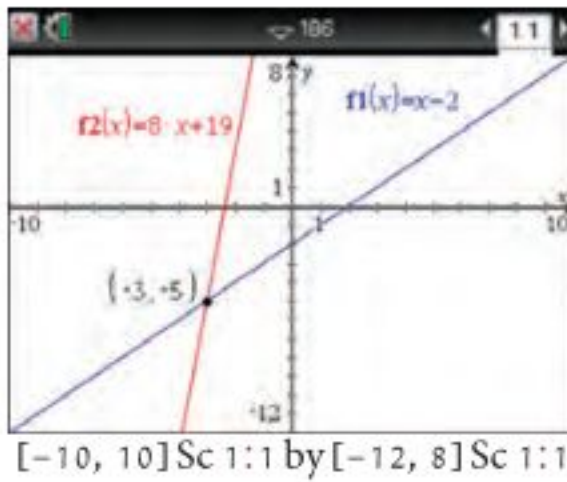 186
1.1
8 y
f2(x)=8·x+19
f1(x)=x−2
1
x
-10
1
10
(-3, -5)
-12
[−10, 10] Sc 1:1 by [−12, 8] Sc 1:1